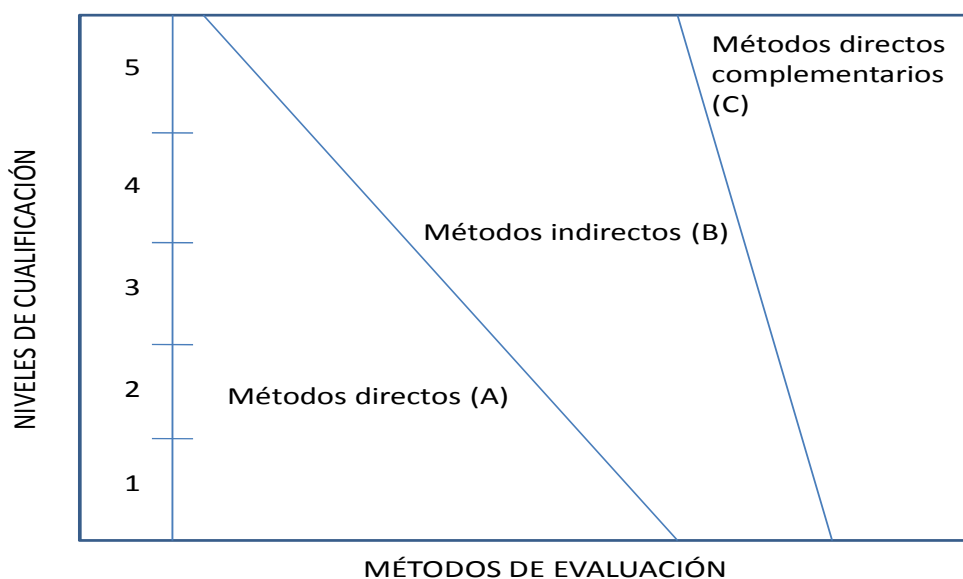 Métodos directos
complementarios
(C)
5
4
Métodos indirectos (B)
3
Métodos directos (A)
2
1
NIVELES DE CUALIFICACIÓN
MÉTODOS DE EVALUACIÓN